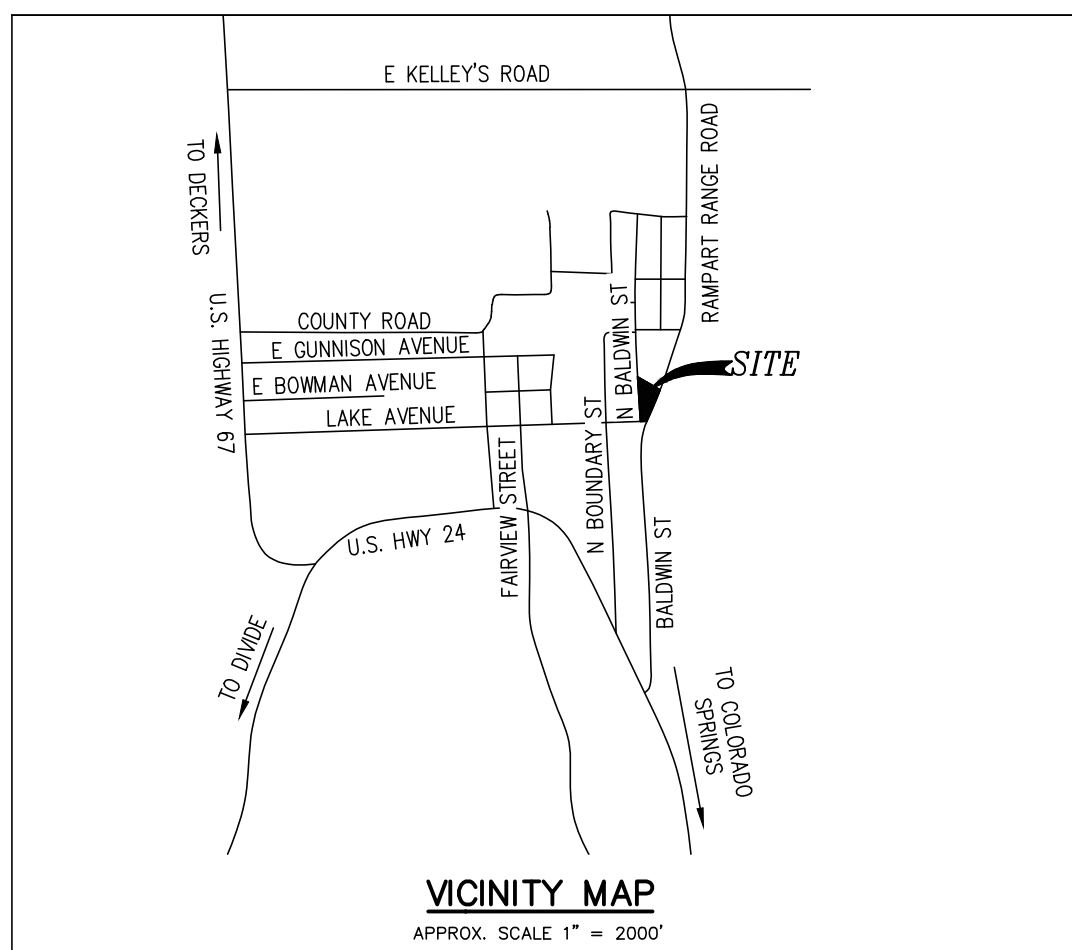 E KELLEY'S ROAD
TO DECKERS
RAMPART RANGE ROAD
U.S. HIGHWAY 67
COUNTY ROAD
E GUNNISON AVENUE
E BOWMAN AVENUE
LAKE AVENUE
N BALDWIN ST
SITE
N BOUNDARY ST
FAIRVIEW STREET
U.S. HWY 24
BALDWIN ST
TO DIVIDE
TO COLORADO
SPRINGS
VICINITY MAP
APPROX. SCALE 1" = 2000'